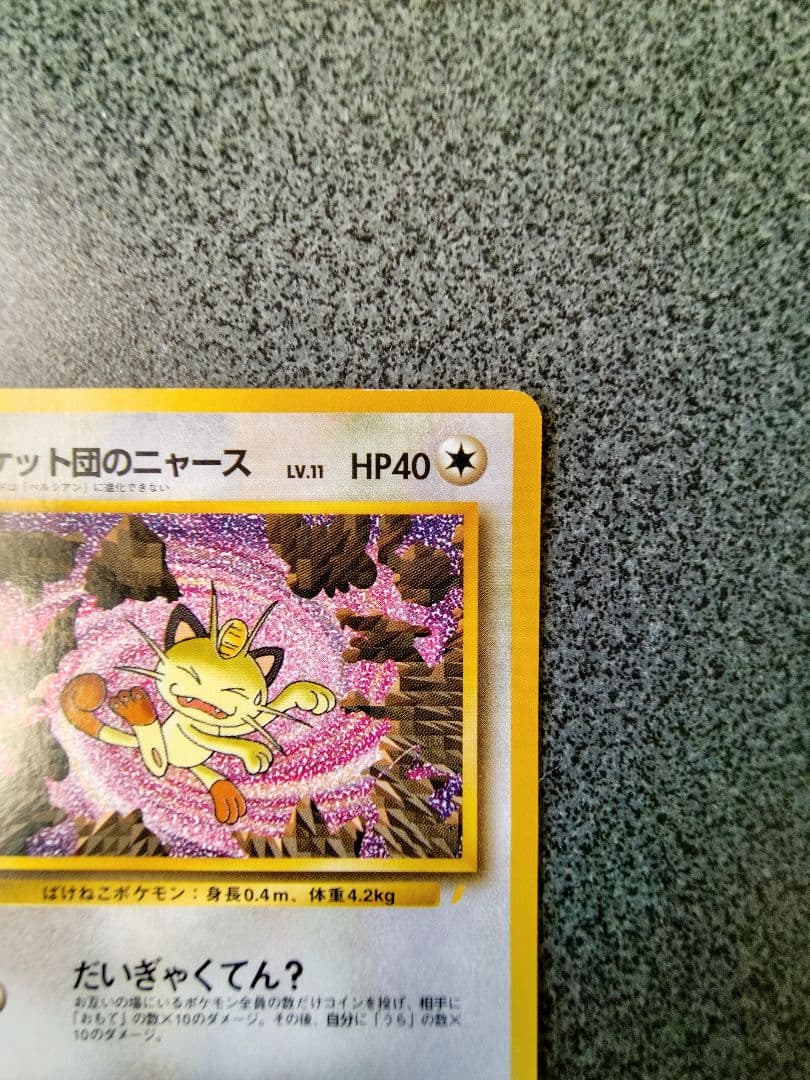 ケット団のニャース LV.11 HP40
「ペルシアン」に進化できない
ばけねこポケモン：身長0.4m、体重4.2kg
だいぎゃくてん？
お互いの場にいるポケモン全員の数だけコインを投げ、相手に
「おもて」の数×10のダメージ。その後、自分に「うら」の数×
10のダメージ。